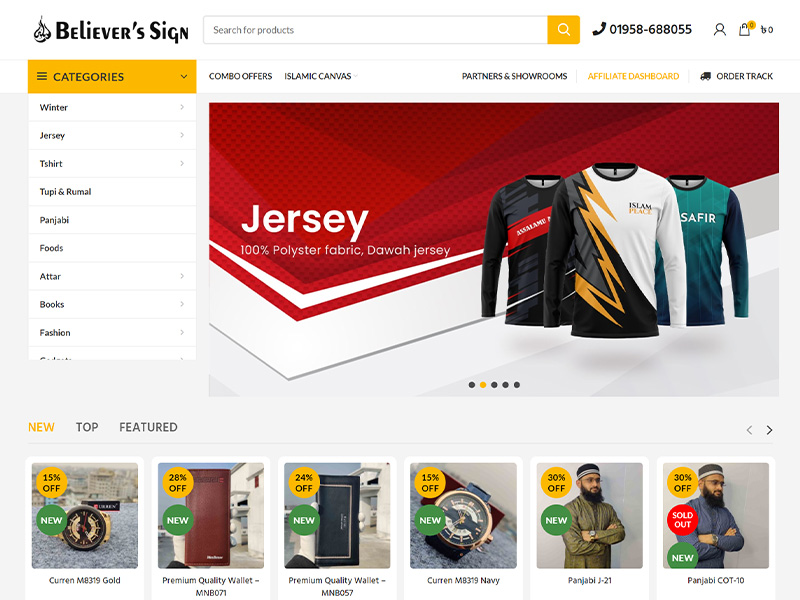 Believer's Sign
Search for products
01958-688055
0
৳ 0
CATEGORIES
COMBO OFFERS
ISLAMIC CANVAS
PARTNERS & SHOWROOMS
AFFILIATE DASHBOARD
ORDER TRACK
Winter
Jersey
Tshirt
Tupi & Rumal
Panjabi
Foods
Attar
Books
Fashion
Gadgets
Jersey
100% Polyster fabric, Dawah jersey
ISLAM
PLACE
SAFIR
NEW
TOP
FEATURED
15%
OFF
NEW
CURREN
28%
OFF
NEW
24%
OFF
NEW
15%
OFF
NEW
30%
OFF
NEW
30%
OFF
SOLD
OUT
NEW
Curren M8319 Gold
Premium Quality Wallet –
MNB071
Premium Quality Wallet –
MNB057
Curren M8319 Navy
Panjabi J-21
Panjabi COT-10